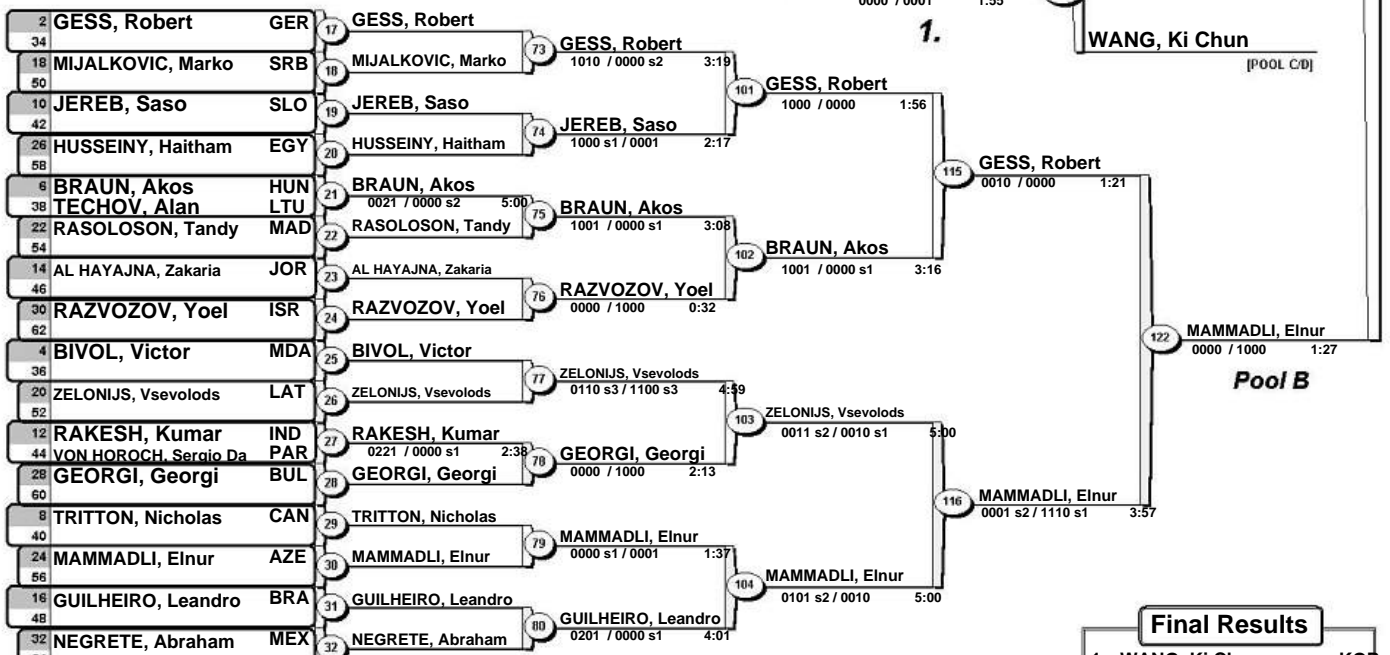 0000 / 0001 1:55
1.
WANG, Ki Chun
[POOL C/D]
2 GESS, Robert GER
34
18 MIJALKOVIC, Marko SRB
50
10 JEREB, Saso SLO
42
26 HUSSEINY, Haitham EGY
58
6 BRAUN, Akos HUN
38 TECHOV, Alan LTU
22 RASOLOSON, Tandy MAD
54
14 AL HAYAJNA, Zakaria JOR
46
30 RAZVOZOV, Yoel ISR
62
4 BIVOL, Victor MDA
36
20 ZELONIJS, Vsevolods LAT
52
12 RAKESH, Kumar IND
44 VON HOROCH, Sergio Da PAR
28 GEORGI, Georgi BUL
60
8 TRITTON, Nicholas CAN
40
24 MAMMADLI, Elnur AZE
56
16 GUILHEIRO, Leandro BRA
48
32 NEGRETE, Abraham MEX
17 GESS, Robert
18 MIJALKOVIC, Marko
19 JEREB, Saso
20 HUSSEINY, Haitham
21 BRAUN, Akos
0021 / 0000 s2 5:00
22 RASOLOSON, Tandy
23 AL HAYAJNA, Zakaria
24 RAZVOZOV, Yoel
25 BIVOL, Victor
26 ZELONIJS, Vsevolods
27 RAKESH, Kumar
0221 / 0000 s1 2:38
28 GEORGI, Georgi
29 TRITTON, Nicholas
30 MAMMADLI, Elnur
31 GUILHEIRO, Leandro
32 NEGRETE, Abraham
73 GESS, Robert
1010 / 0000 s2 3:19
74 JEREB, Saso
1000 s1 / 0001 2:17
75 BRAUN, Akos
1001 / 0000 s1 3:08
76 RAZVOZOV, Yoel
0000 / 1000 0:32
77 ZELONIJS, Vsevolods
0110 s3 / 1100 s3 4:59
78 GEORGI, Georgi
0000 / 1000 2:13
79 MAMMADLI, Elnur
0000 s1 / 0001 1:37
80 GUILHEIRO, Leandro
0201 / 0000 s1 4:01
101 GESS, Robert
1000 / 0000 1:56
102 BRAUN, Akos
1001 / 0000 s1 3:16
103 ZELONIJS, Vsevolods
0011 s2 / 0010 s1 5:00
104 MAMMADLI, Elnur
0101 s2 / 0010 5:00
115 GESS, Robert
0010 / 0000 1:21
116 MAMMADLI, Elnur
0001 s2 / 1110 s1 3:57
122 MAMMADLI, Elnur
0000 / 1000 1:27
Pool B
Final Results